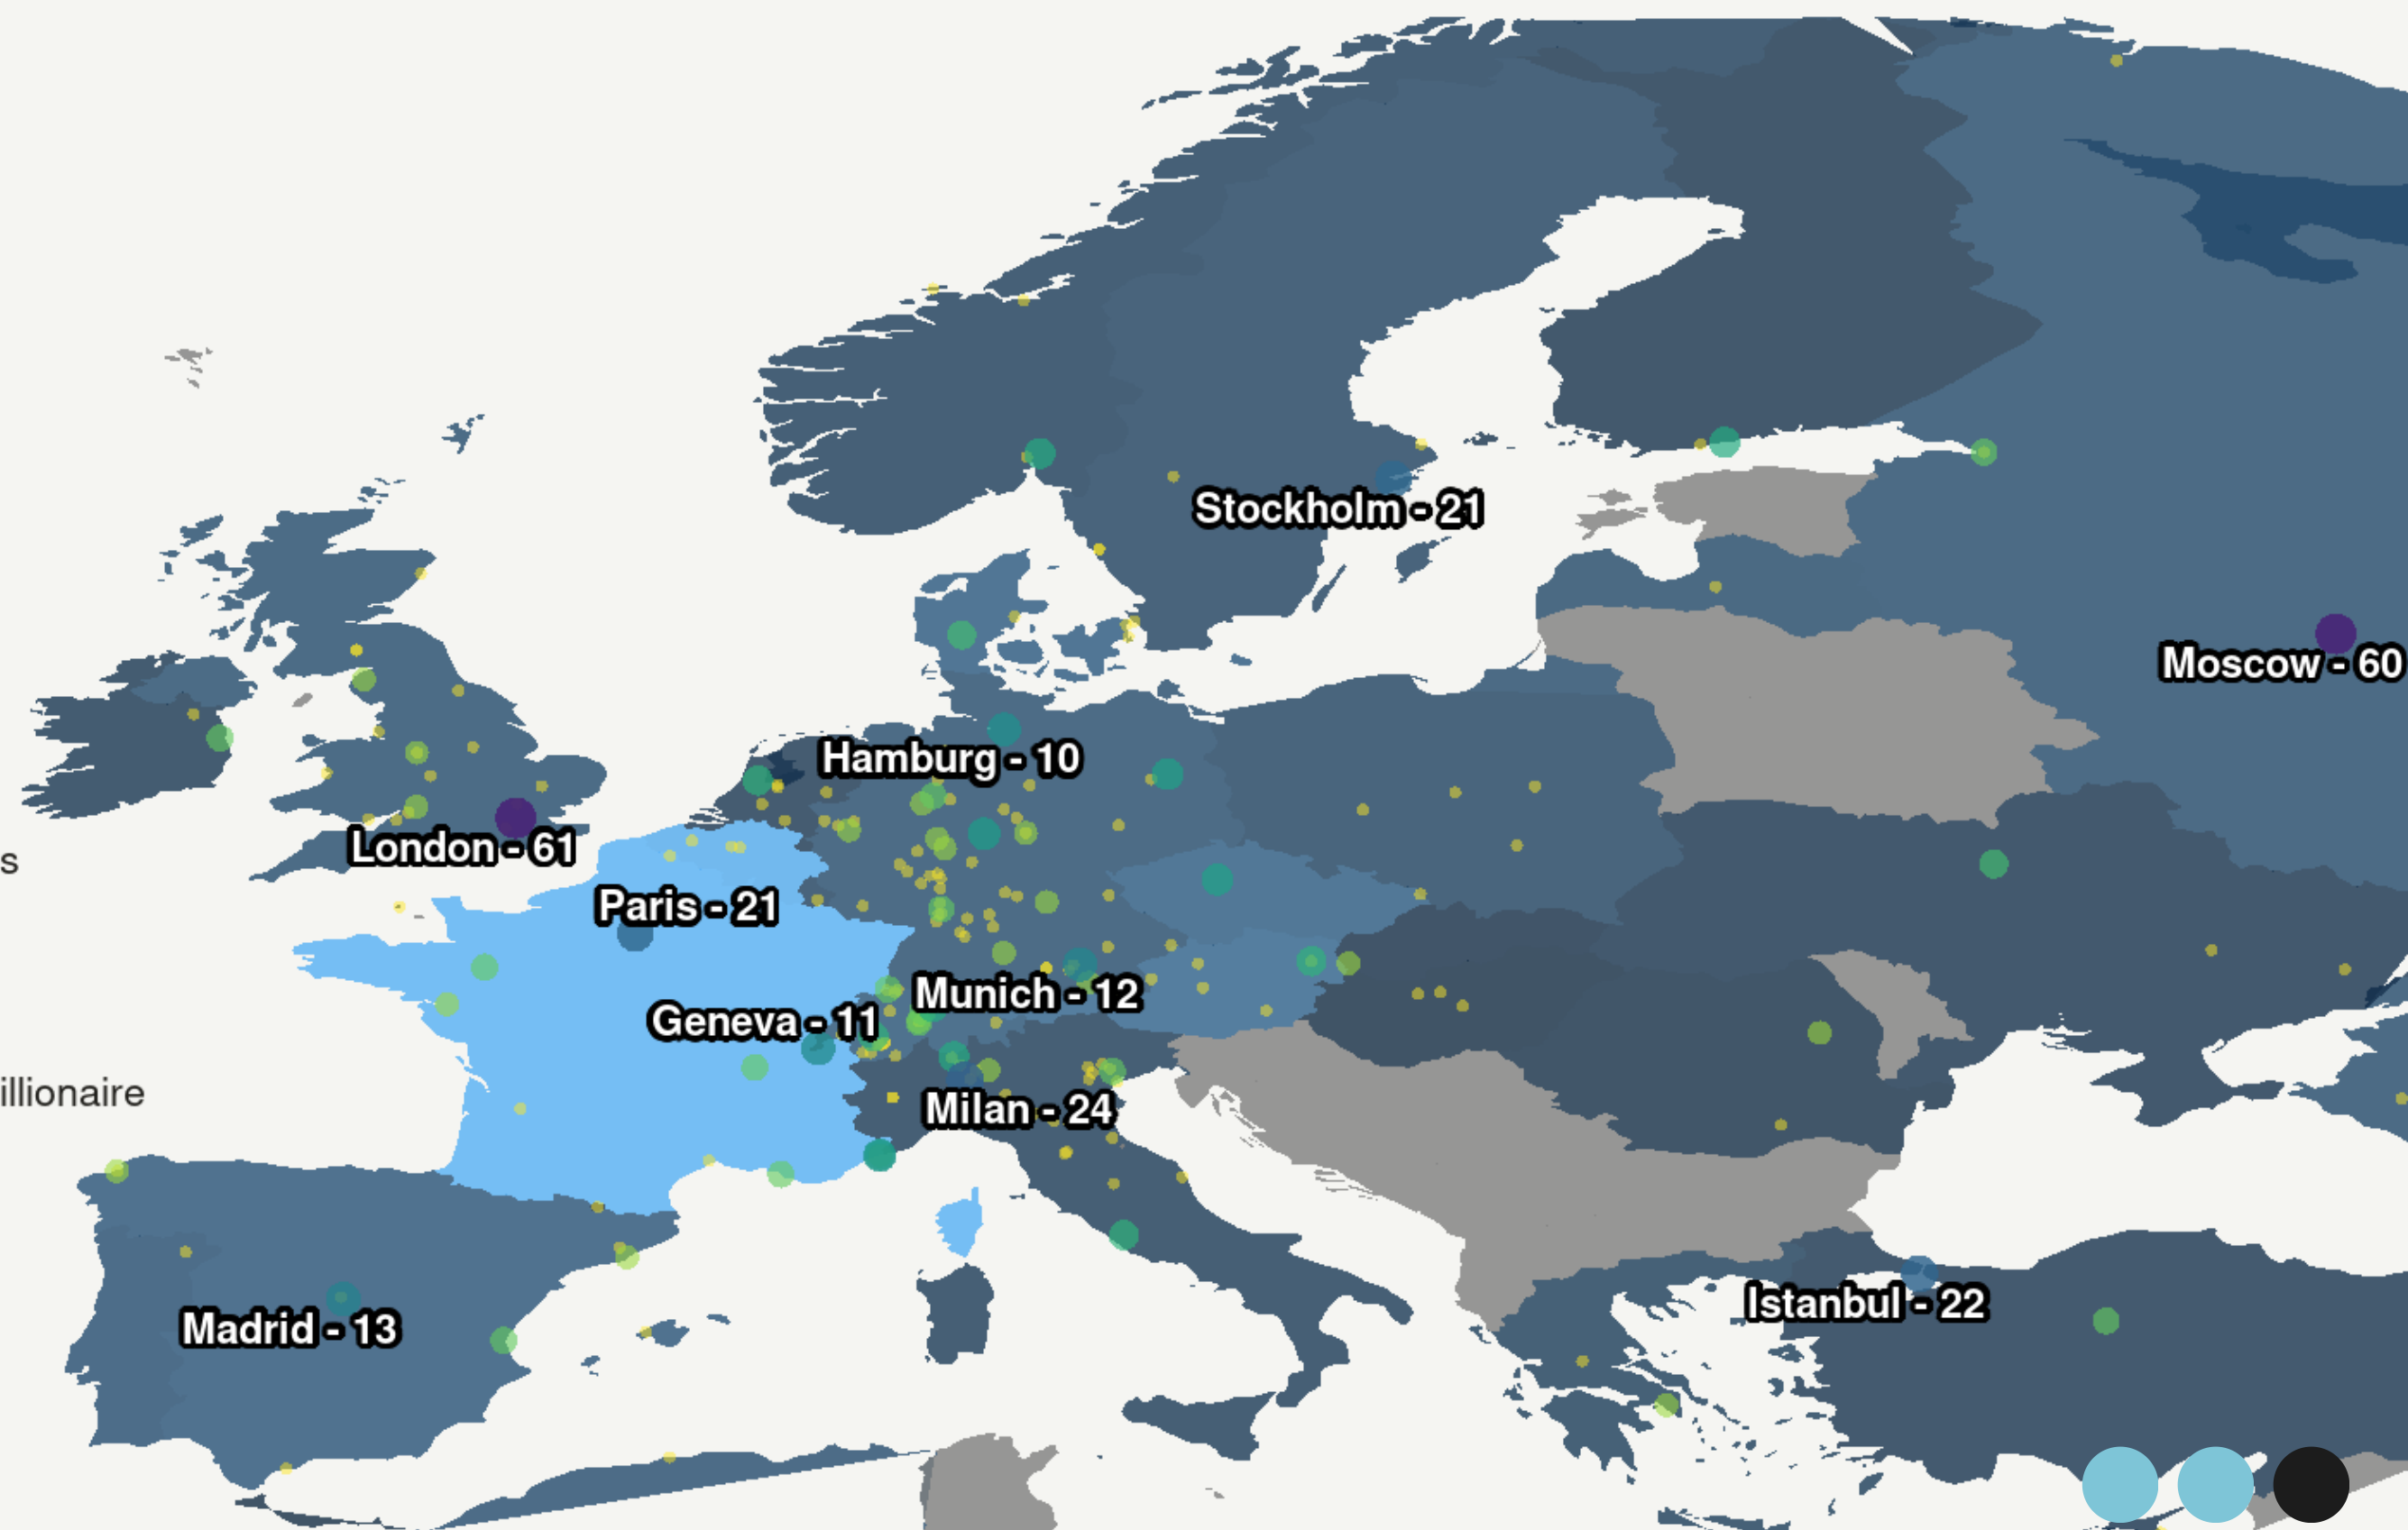 Stockholm - 21
Moscow - 60
Hamburg - 10
London - 61
s
Paris - 21
Munich - 12
Geneva - 11
illionaire
Milan - 24
Istanbul - 22
Madrid - 13